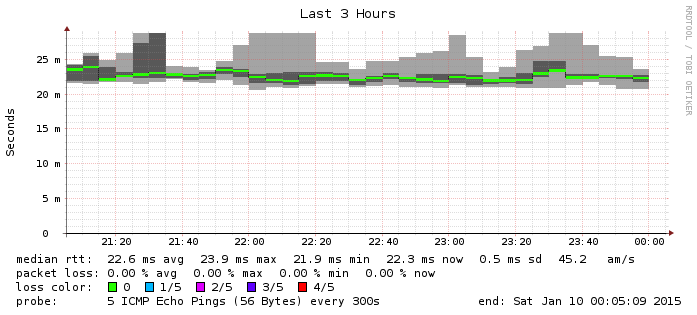 Last 3 Hours
RRDTOOL / TOBI OETIKER
Seconds
25 m
20 m
15 m
10 m
5 m
0
21:20 21:40 22:00 22:20 22:40 23:00 23:20 23:40 00:00
median rtt: 22.6 ms avg 23.9 ms max 21.9 ms min 22.3 ms now 0.5 ms sd 45.2 am/s
packet loss: 0.00 % avg 0.00 % max 0.00 % min 0.00 % now
loss color: 0 1/5 2/5 3/5 4/5
probe: 5 ICMP Echo Pings (56 Bytes) every 300s end: Sat Jan 10 00:05:09 2015